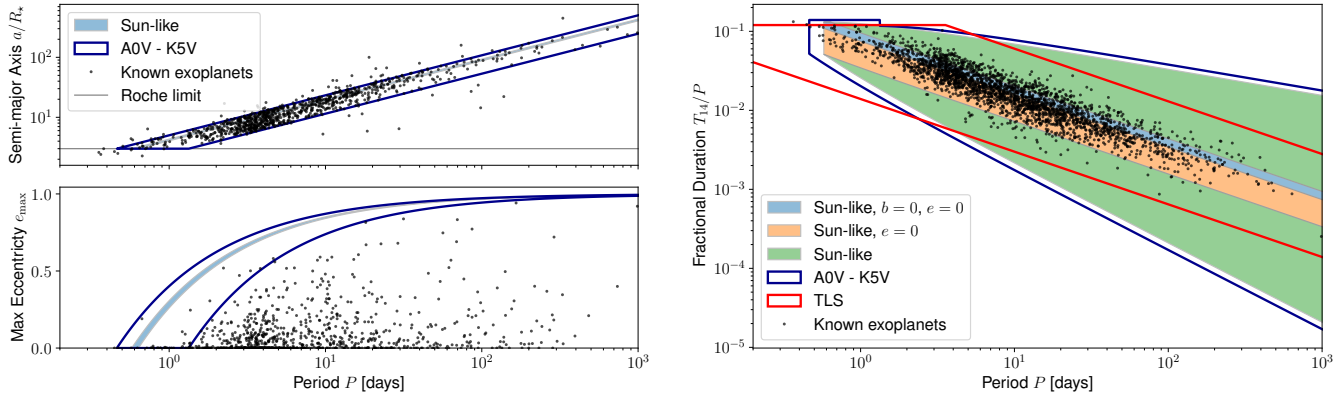 Semi-major Axis a/R⋆
10²
10¹
Sun-like
A0V - K5V
Known exoplanets
Roche limit
Max Eccentricty e_max
1.0
0.5
0.0
10⁰
10¹
10²
10³
Period P [days]
Fractional Duration T₁₄/P
10⁻¹
10⁻²
10⁻³
10⁻⁴
10⁻⁵
Sun-like, b = 0, e = 0
Sun-like, e = 0
Sun-like
A0V - K5V
TLS
Known exoplanets
10⁰
10¹
10²
10³
Period P [days]